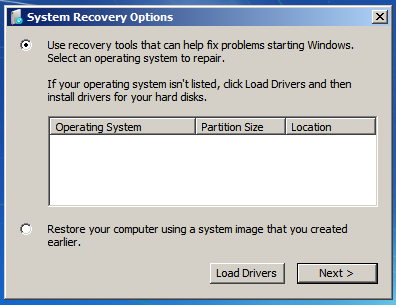 System Recovery Options
Use recovery tools that can help fix problems starting Windows.
Select an operating system to repair.
If your operating system isn't listed, click Load Drivers and then
install drivers for your hard disks.
Operating System Partition Size Location
Restore your computer using a system image that you created
earlier.
Load Drivers Next >